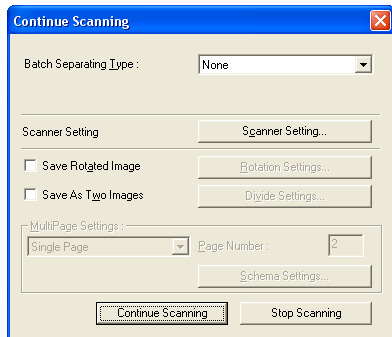 Continue Scanning
Batch Separating Type :
None
Scanner Setting
Scanner Setting...
Save Rotated Image
Rotation Settings...
Save As Two Images
Divide Settings...
MultiPage Settings :
Single Page
Page Number :
2
Schema Settings...
Continue Scanning
Stop Scanning